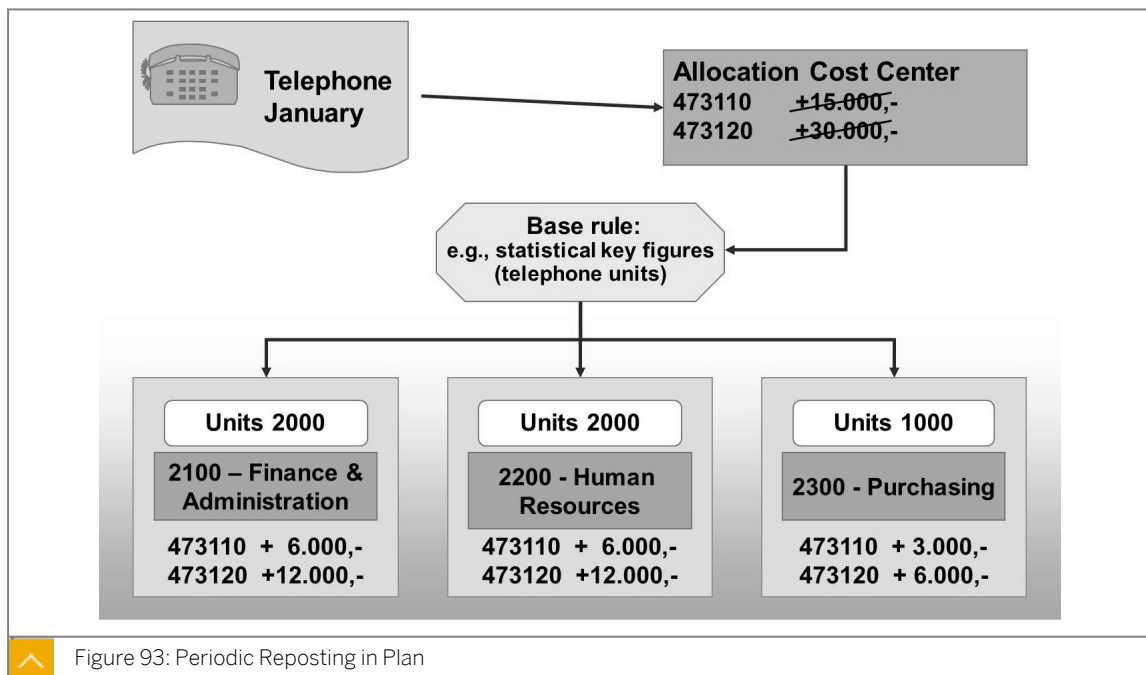 Telephone
January
Allocation Cost Center
473110 +15.000,-
473120 +30.000,-
Base rule:
e.g., statistical key figures
(telephone units)
Units 2000
2100 – Finance &
Administration
473110 + 6.000,-
473120 +12.000,-
Units 2000
2200 - Human
Resources
473110 + 6.000,-
473120 +12.000,-
Units 1000
2300 - Purchasing
473110 + 3.000,-
473120 + 6.000,-
Figure 93: Periodic Reposting in Plan